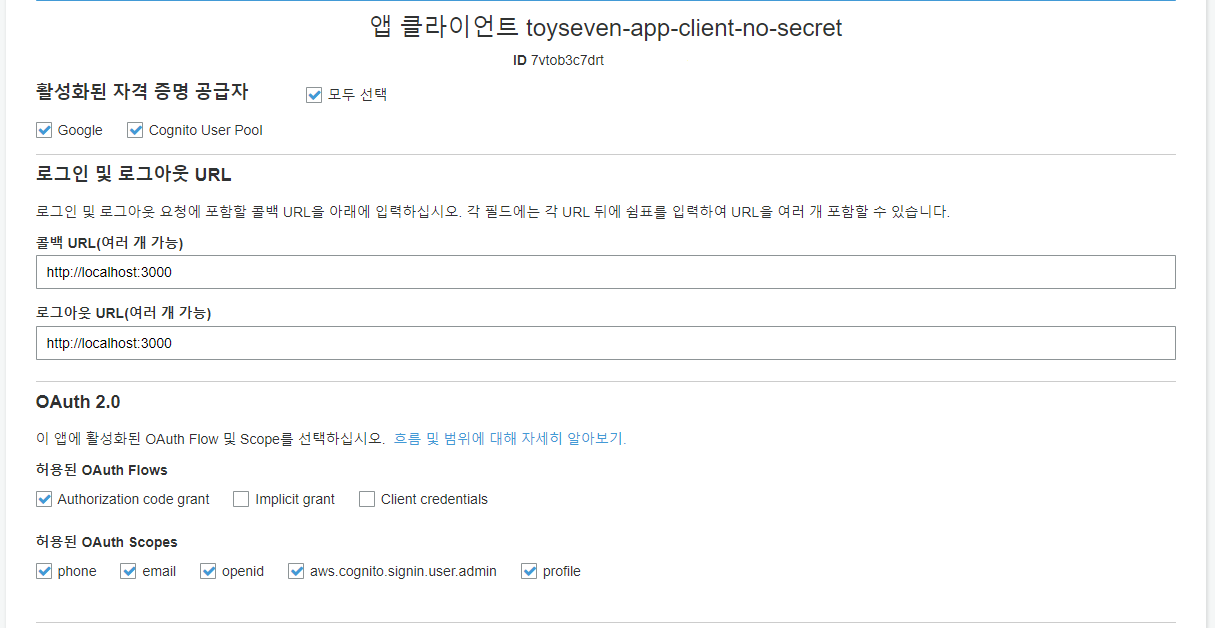 앱 클라이언트 toyseven-app-client-no-secret
ID 7vtob3c7drt
활성화된 자격 증명 공급자 모두 선택
Google Cognito User Pool
로그인 및 로그아웃 URL
로그인 및 로그아웃 요청에 포함할 콜백 URL을 아래에 입력하십시오. 각 필드에는 각 URL 뒤에 쉼표를 입력하여 URL을 여러 개 포함할 수 있습니다.
콜백 URL(여러 개 가능)
http://localhost:3000
로그아웃 URL(여러 개 가능)
http://localhost:3000
OAuth 2.0
이 앱에 활성화된 OAuth Flow 및 Scope를 선택하십시오. 흐름 및 범위에 대해 자세히 알아보기.
허용된 OAuth Flows
Authorization code grant Implicit grant Client credentials
허용된 OAuth Scopes
phone email openid aws.cognito.signin.user.admin profile